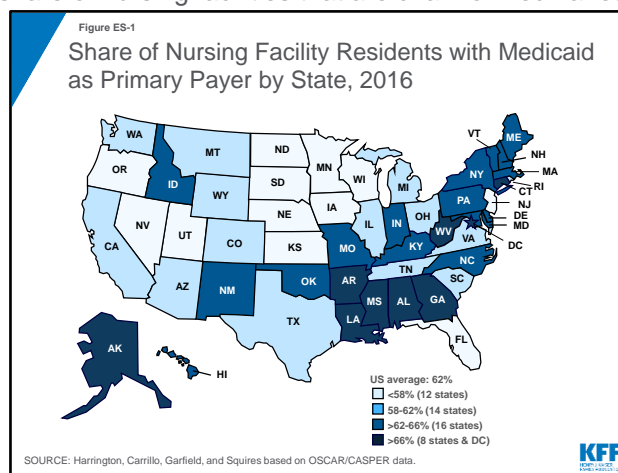 Figure ES-1
Share of Nursing Facility Residents with Medicaid
as Primary Payer by State, 2016
WA
OR
CA
NV
ID
MT
WY
UT
AZ
CO
NM
ND
SD
NE
KS
OK
TX
MN
IA
MO
AR
LA
WI
IL
MI
IN
OH
KY
TN
MS
AL
GA
FL
SC
NC
VA
WV
PA
NY
VT
ME
NH
MA
RI
CT
NJ
DE
MD
DC
AK
HI
US average: 62%
<58% (12 states)
58-62% (14 states)
>62-66% (16 states)
>66% (8 states & DC)
SOURCE: Harrington, Carrillo, Garfield, and Squires based on OSCAR/CASPER data.
KFF